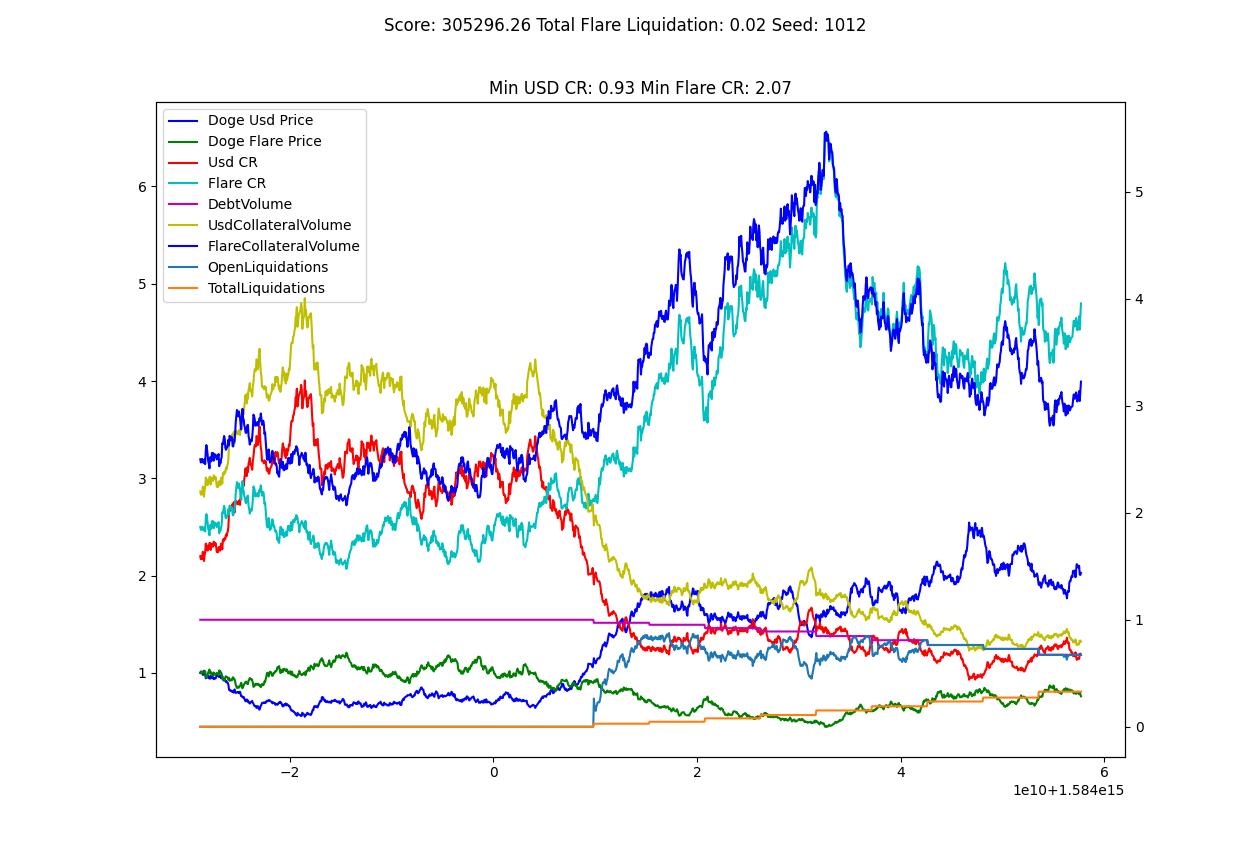 Score: 305296.26 Total Flare Liquidation: 0.02 Seed: 1012
Min USD CR: 0.93 Min Flare CR: 2.07
Doge Usd Price
Doge Flare Price
Usd CR
Flare CR
DebtVolume
UsdCollateralVolume
FlareCollateralVolume
OpenLiquidations
TotalLiquidations
6
5
4
3
2
1
5
4
3
2
1
0
−2
0
2
4
6
1e10+1.584e15